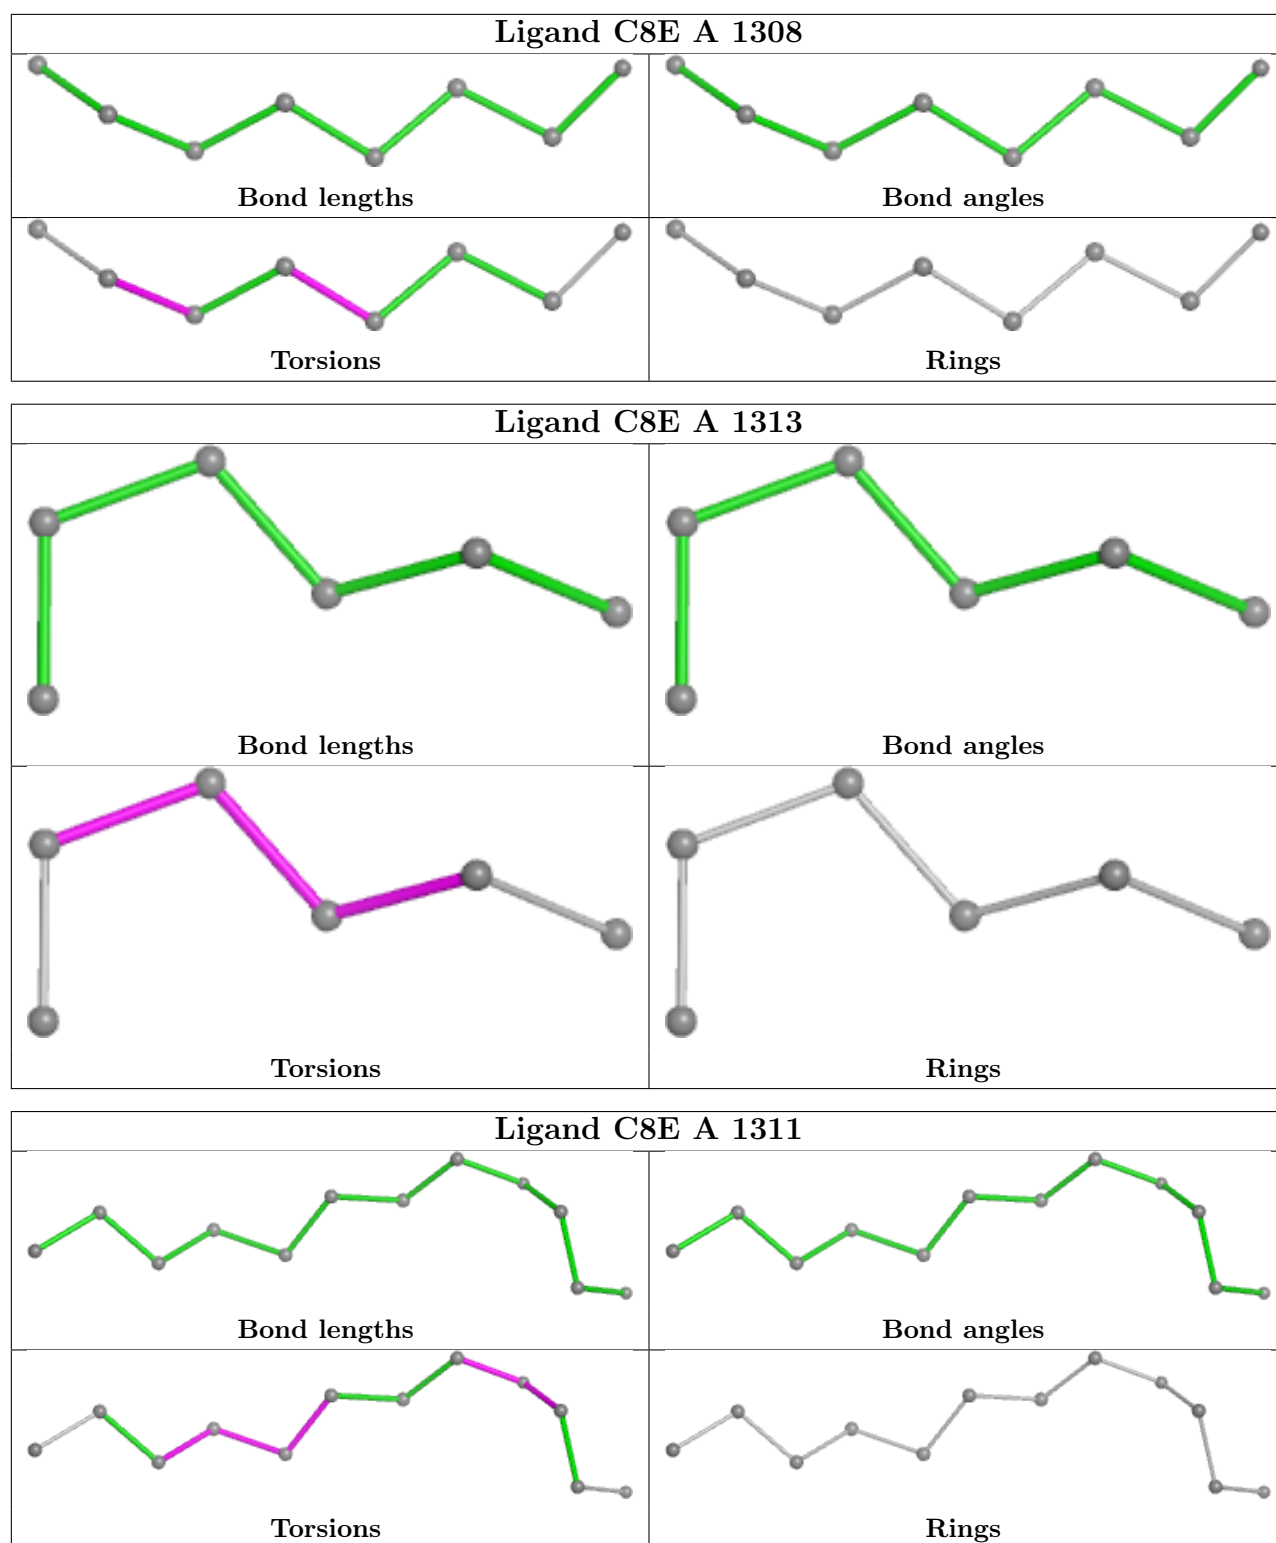 Ligand C8E A 1308
Bond lengths
Bond angles
Torsions
Rings
Ligand C8E A 1313
Bond lengths
Bond angles
Torsions
Rings
Ligand C8E A 1311
Bond lengths
Bond angles
Torsions
Rings